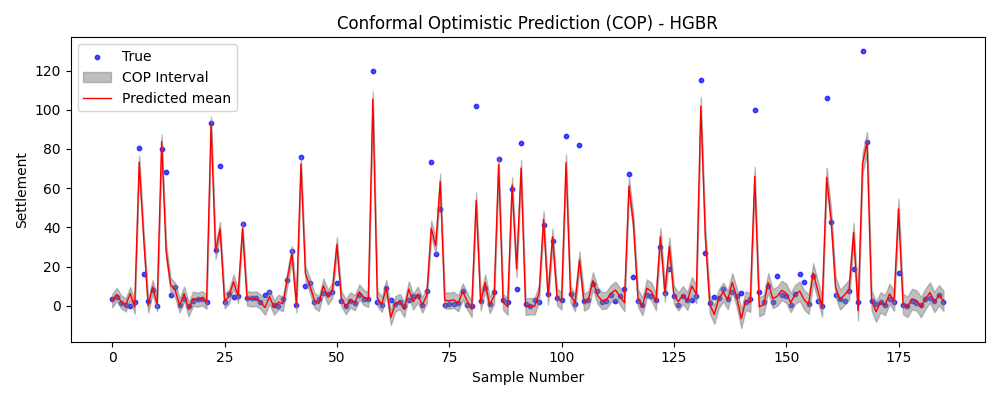 Conformal Optimistic Prediction (COP) - HGBR
True
COP Interval
Predicted mean
Settlement
120
100
80
60
40
20
0
0 25 50 75 100 125 150 175
Sample Number